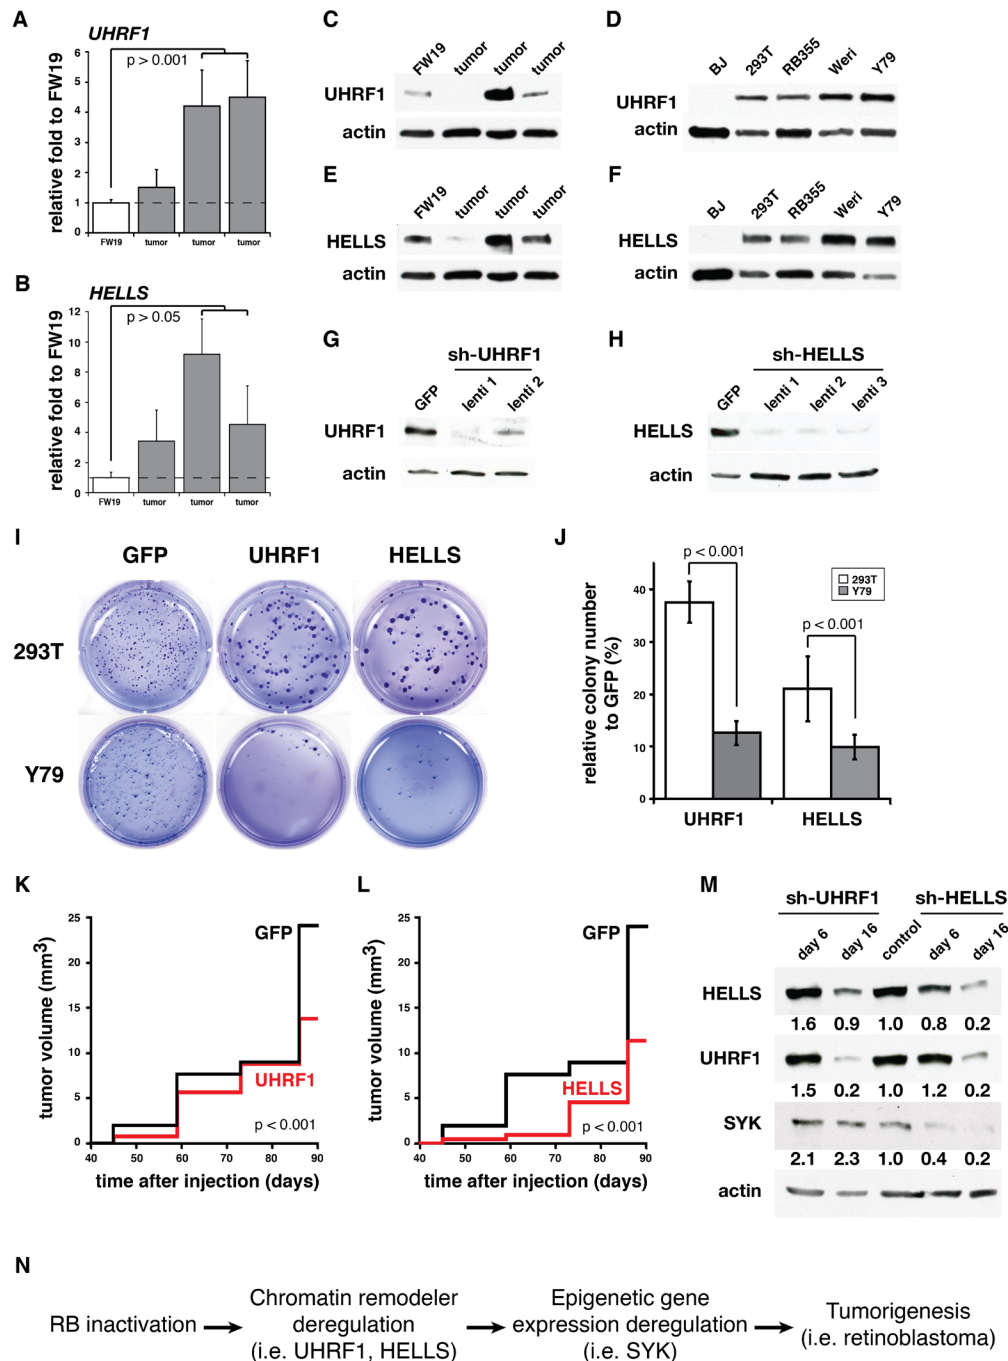 A
UHRF1
p > 0.001
relative fold to FW19
6
5
4
3
2
1
0
FW19 tumor tumor tumor
B
HELLS
p > 0.05
relative fold to FW19
12
10
8
6
4
2
0
FW19 tumor tumor tumor
C
FW19 tumor tumor tumor
UHRF1
actin
D
BJ 293T RB355 Weri Y79
UHRF1
actin
E
FW19 tumor tumor tumor
HELLS
actin
F
BJ 293T RB355 Weri Y79
HELLS
actin
G
sh-UHRF1
GFP lenti 1 lenti 2
UHRF1
actin
H
sh-HELLS
GFP lenti 1 lenti 2 lenti 3
HELLS
actin
I
GFP UHRF1 HELLS
293T
Y79
J
p < 0.001
p < 0.001
293T
Y79
relative colony number
to GFP (%)
40
30
20
10
0
UHRF1 HELLS
K
tumor volume (mm3)
25
20
15
10
5
0
GFP
UHRF1
p < 0.001
40 50 60 70 80 90
time after injection (days)
L
tumor volume (mm3)
25
20
15
10
5
0
GFP
HELLS
p < 0.001
40 50 60 70 80 90
time after injection (days)
M
sh-UHRF1 sh-HELLS
day 6 day 16 control day 6 day 16
HELLS
1.6 0.9 1.0 0.8 0.2
UHRF1
1.5 0.2 1.0 1.2 0.2
SYK
2.1 2.3 1.0 0.4 0.2
actin
N
RB inactivation
Chromatin remodeler
deregulation
(i.e. UHRF1, HELLS)
Epigenetic gene
expression deregulation
(i.e. SYK)
Tumorigenesis
(i.e. retinoblastoma)